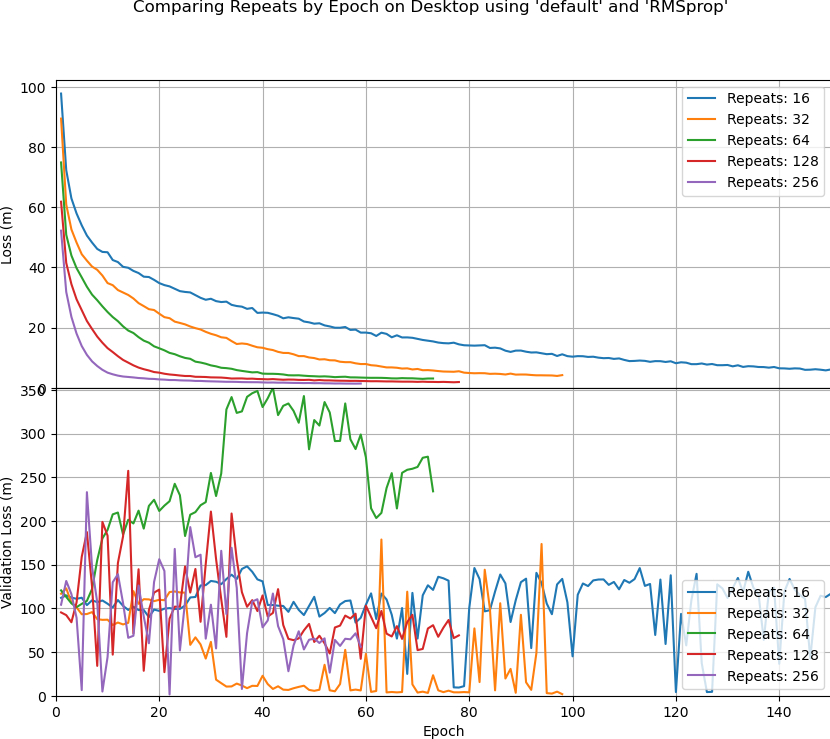 Comparing Repeats by Epoch on Desktop using 'default' and 'RMSprop'
100
80
60
40
20
0
Loss (m)
Repeats: 16
Repeats: 32
Repeats: 64
Repeats: 128
Repeats: 256
350
300
250
200
150
100
50
0
Validation Loss (m)
Repeats: 16
Repeats: 32
Repeats: 64
Repeats: 128
Repeats: 256
0 20 40 60 80 100 120 140
Epoch